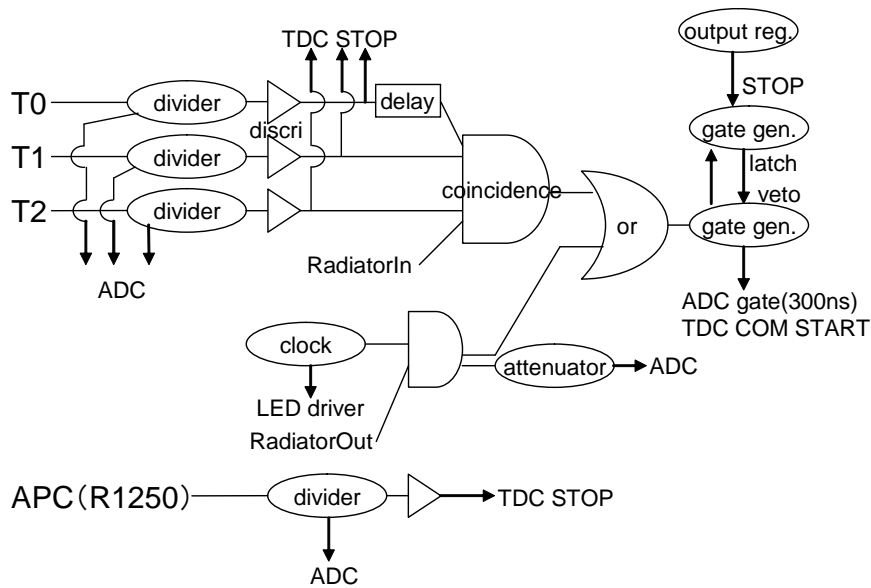 output reg.
TDC STOP
STOP
T0
divider
delay
discri
gate gen.
T1
divider
latch
coincidence
veto
T2
divider
or
gate gen.
RadiatorIn
ADC
ADC gate(300ns)
TDC COM START
clock
attenuator
ADC
LED driver
RadiatorOut
APC(R1250)
divider
TDC STOP
ADC